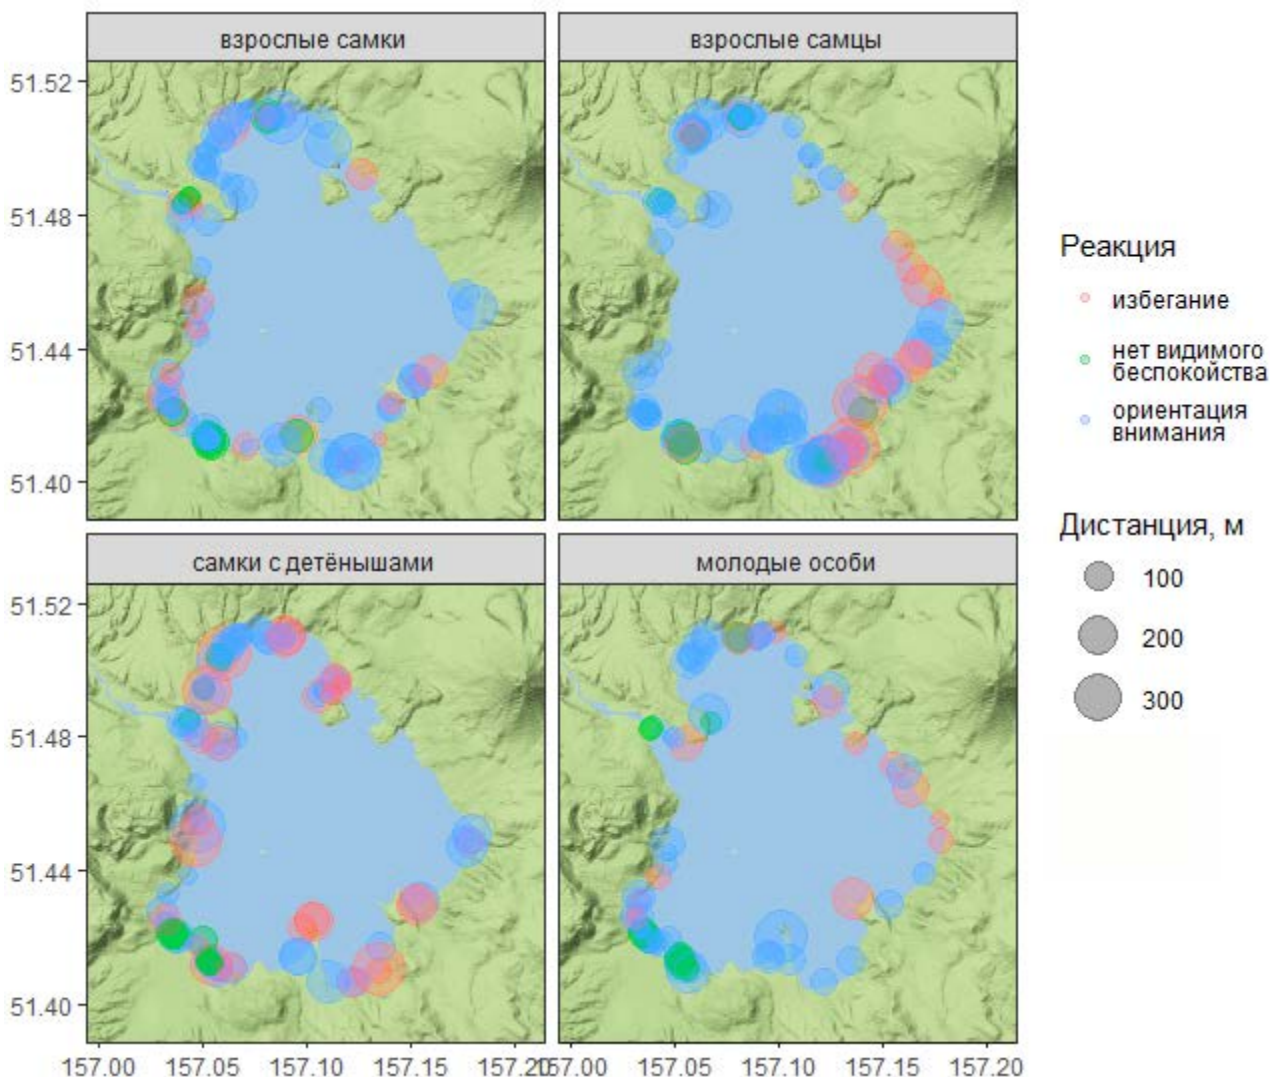 взрослые самки
взрослые самцы
51.52
51.48
51.44
51.40
Реакция
избегание
нет видимого
беспокойства
ориентация
внимания
самки с детёнышами
молодые особи
51.52
51.48
51.44
51.40
Дистанция, м
100
200
300
157.00 157.05 157.10 157.15 157.20
157.00 157.05 157.10 157.15 157.20